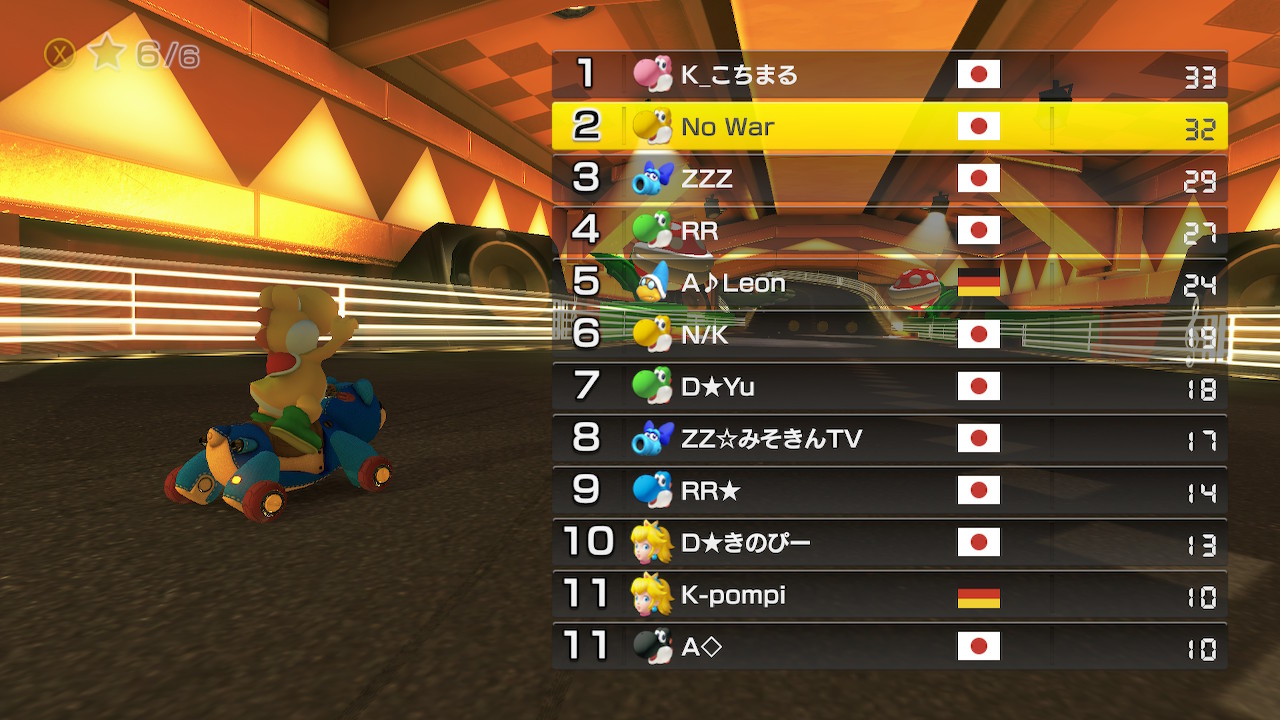 X ☆ 6/6
1 K_こちまる 33
2 No War 32
3 ZZZ 29
4 RR 27
5 A♪Leon 24
6 N/K 19
7 D★Yu 18
8 ZZ☆みそきんTV 17
9 RR★ 14
10 D★きのぴー 13
11 K-pompi 10
11 A◇ 10